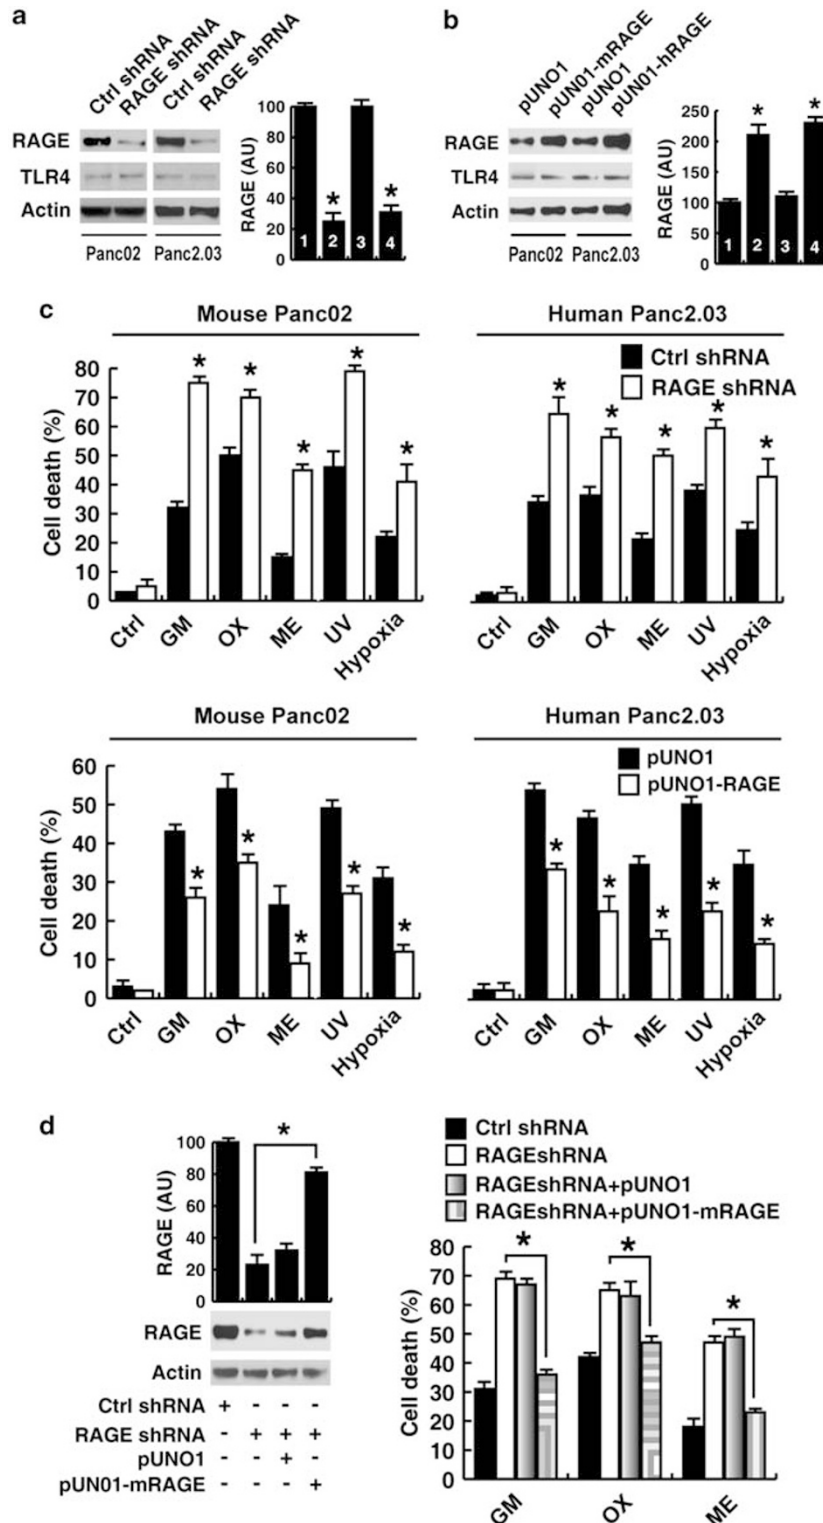 a
Ctrl shRNA
RAGE shRNA
Ctrl shRNA
RAGE shRNA
RAGE
TLR4
Actin
Panc02 Panc2.03
RAGE (AU)
100
80
60
40
20
0
* *
1 2 3 4
b
pUNO1
pUN01-mRAGE
pUNO1
pUN01-hRAGE
RAGE
TLR4
Actin
Panc02 Panc2.03
RAGE (AU)
250
200
150
100
50
0
* *
1 2 3 4
c
Mouse Panc02
Cell death (%)
80
70
60
50
40
30
20
10
0
* * * * *
Ctrl GM OX ME UV Hypoxia
Human Panc2.03
Ctrl shRNA
RAGE shRNA
* * * * *
Ctrl GM OX ME UV Hypoxia
Mouse Panc02
Cell death (%)
60
50
40
30
20
10
0
* * * * *
Ctrl GM OX ME UV Hypoxia
Human Panc2.03
pUNO1
pUNO1-RAGE
* * * * *
Ctrl GM OX ME UV Hypoxia
d
RAGE (AU)
100
80
60
40
20
0
*
RAGE
Actin
Ctrl shRNA + - - -
RAGE shRNA - + + +
pUNO1 - - + -
pUN01-mRAGE - - - +
Ctrl shRNA
RAGEshRNA
RAGEshRNA+pUNO1
RAGEshRNA+pUNO1-mRAGE
Cell death (%)
80
70
60
50
40
30
20
10
0
* * *
GM OX ME